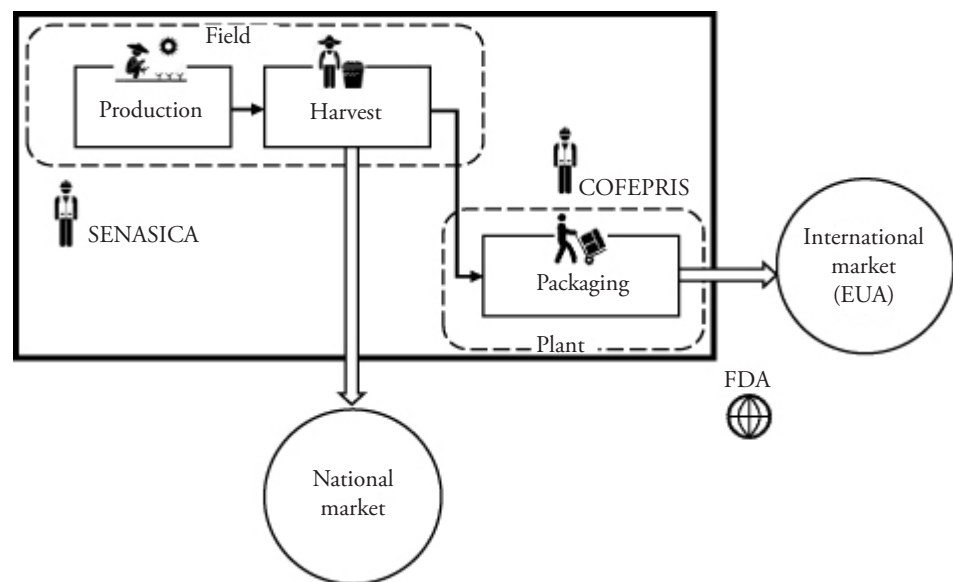 Field
Production
Harvest
SENASICA
COFEPRIS
Packaging
Plant
International
market
(EUA)
FDA
National
market